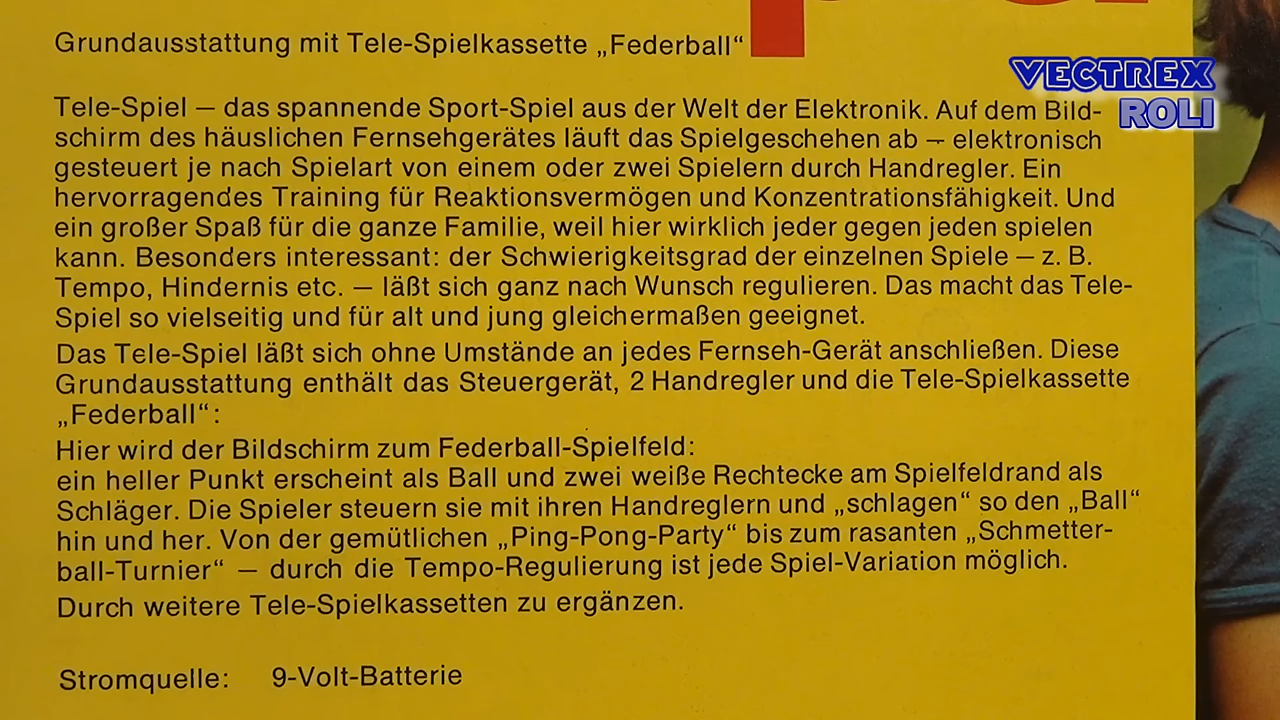 Grundausstattung mit Tele-Spielkassette „Federball“
VECTREX
ROLI
Tele-Spiel – das spannende Sport-Spiel aus der Welt der Elektronik. Auf dem Bild-
schirm des häuslichen Fernsehgerätes läuft das Spielgeschehen ab – elektronisch
gesteuert je nach Spielart von einem oder zwei Spielern durch Handregler. Ein
hervorragendes Training für Reaktionsvermögen und Konzentrationsfähigkeit. Und
ein großer Spaß für die ganze Familie, weil hier wirklich jeder gegen jeden spielen
kann. Besonders interessant: der Schwierigkeitsgrad der einzelnen Spiele – z. B.
Tempo, Hindernis etc. – läßt sich ganz nach Wunsch regulieren. Das macht das Tele-
Spiel so vielseitig und für alt und jung gleichermaßen geeignet.
Das Tele-Spiel läßt sich ohne Umstände an jedes Fernseh-Gerät anschließen. Diese
Grundausstattung enthält das Steuergerät, 2 Handregler und die Tele-Spielkassette
„Federball“:
Hier wird der Bildschirm zum Federball-Spielfeld:
ein heller Punkt erscheint als Ball und zwei weiße Rechtecke am Spielfeldrand als
Schläger. Die Spieler steuern sie mit ihren Handreglern und „schlagen“ so den „Ball“
hin und her. Von der gemütlichen „Ping-Pong-Party“ bis zum rasanten „Schmetter-
ball-Turnier“ – durch die Tempo-Regulierung ist jede Spiel-Variation möglich.
Durch weitere Tele-Spielkassetten zu ergänzen.
Stromquelle: 9-Volt-Batterie